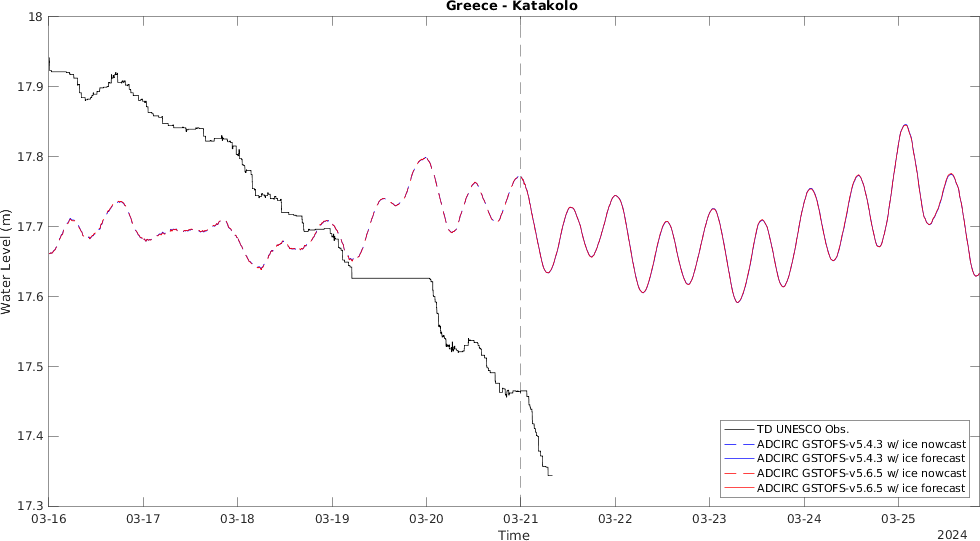 Greece - Katakolo
18
17.9
17.8
17.7
17.6
17.5
17.4
17.3
Water Level (m)
03-16 03-17 03-18 03-19 03-20 03-21 03-22 03-23 03-24 03-25
Time
2024
TD UNESCO Obs.
ADCIRC GSTOFS-v5.4.3 w/ ice nowcast
ADCIRC GSTOFS-v5.4.3 w/ ice forecast
ADCIRC GSTOFS-v5.6.5 w/ ice nowcast
ADCIRC GSTOFS-v5.6.5 w/ ice forecast